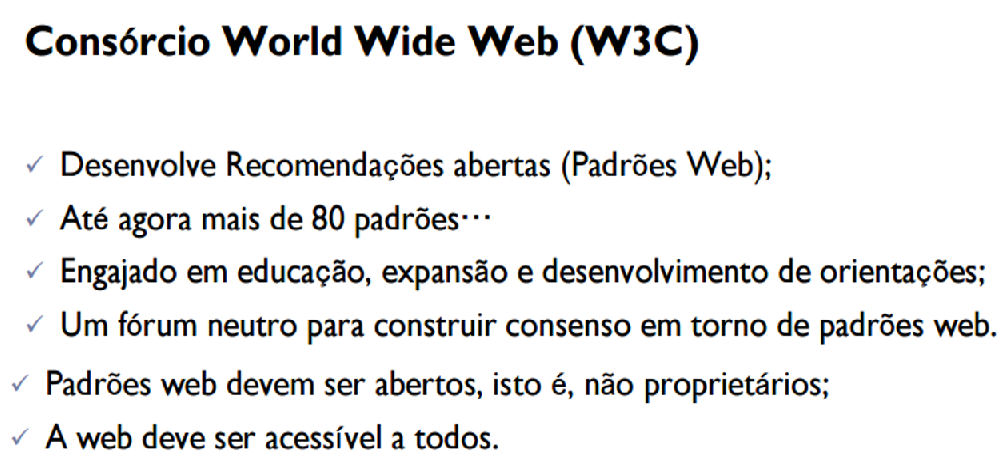 Consórcio World Wide Web (W3C)
✓ Desenvolve Recomendações abertas (Padrões Web);
✓ Até agora mais de 80 padrões…
✓ Engajado em educação, expansão e desenvolvimento de orientações;
✓ Um fórum neutro para construir consenso em torno de padrões web.
✓ Padrões web devem ser abertos, isto é, não proprietários;
✓ A web deve ser acessível a todos.